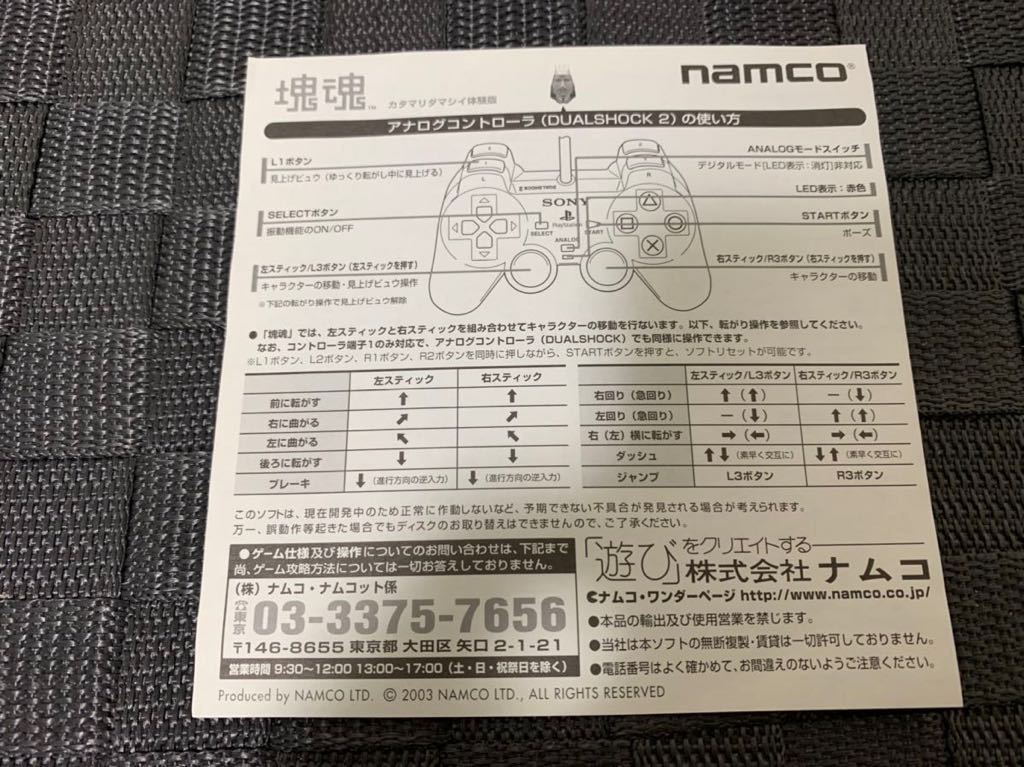 塊魂™ カタマリダマシイ体験版
namco®
アナログコントローラ（DUALSHOCK 2）の使い方
L1ボタン
見上げビュウ（ゆっくり転がし中に見上げる）
SELECTボタン
振動機能のON/OFF
左スティック/L3ボタン（左スティックを押す）
キャラクターの移動・見上げビュウ操作
※下記の転がり操作で見上げビュウ解除
ANALOGモードスイッチ
デジタルモード[LED表示：消灯]非対応
LED表示：赤色
STARTボタン
ポーズ
右スティック/R3ボタン（右スティックを押す）
キャラクターの移動
L
R
SONY
PlayStation
SELECT
START
ANALOG
●「塊魂」では、左スティックと右スティックを組み合わせてキャラクターの移動を行ないます。以下、転がり操作を参照してください。
なお、コントローラ端子1のみ対応で、アナログコントローラ（DUALSHOCK）でも同様に操作できます。
※L1ボタン、L2ボタン、R1ボタン、R2ボタンを同時に押しながら、STARTボタンを押すと、ソフトリセットが可能です。
左スティック 右スティック
前に転がす ↑ ↑
右に曲がる ↗ ↗
左に曲がる ↖ ↖
後ろに転がす ↓ ↓
ブレーキ ↓（進行方向の逆入力） ↓（進行方向の逆入力）
左スティック/L3ボタン 右スティック/R3ボタン
右回り（急回り） ↑（↑） ―（↓）
左回り（急回り） ―（↓） ↑（↑）
右（左）横に転がす →（←） →（←）
ダッシュ ↑↓（素早く交互に） ↓↑（素早く交互に）
ジャンプ L3ボタン R3ボタン
このソフトは、現在開発中のため正常に作動しないなど、予期できない不具合が発見される場合が考えられます。
万一、誤動作等起きた場合でもディスクのお取り替えはできませんので、ご了承ください。
●ゲーム仕様及び操作についてのお問い合わせは、下記まで
尚、ゲーム攻略方法については一切お答えしておりません。
（株）ナムコ・ナムコット係
☎東京 03-3375-7656
〒146-8655 東京都 大田区 矢口 2-1-21
営業時間 9:30〜12:00 13:00〜17:00（土・日・祝祭日を除く）
「遊び」をクリエイトする
株式会社 ナムコ
ナムコ・ワンダーページ http://www.namco.co.jp/
●本品の輸出及び使用営業を禁じます。
●当社は本ソフトの無断複製・賃貸は一切許可しておりません。
●電話番号はよく確かめて、お間違えのないようご注意ください。
Produced by NAMCO LTD. © 2003 NAMCO LTD., ALL RIGHTS RESERVED